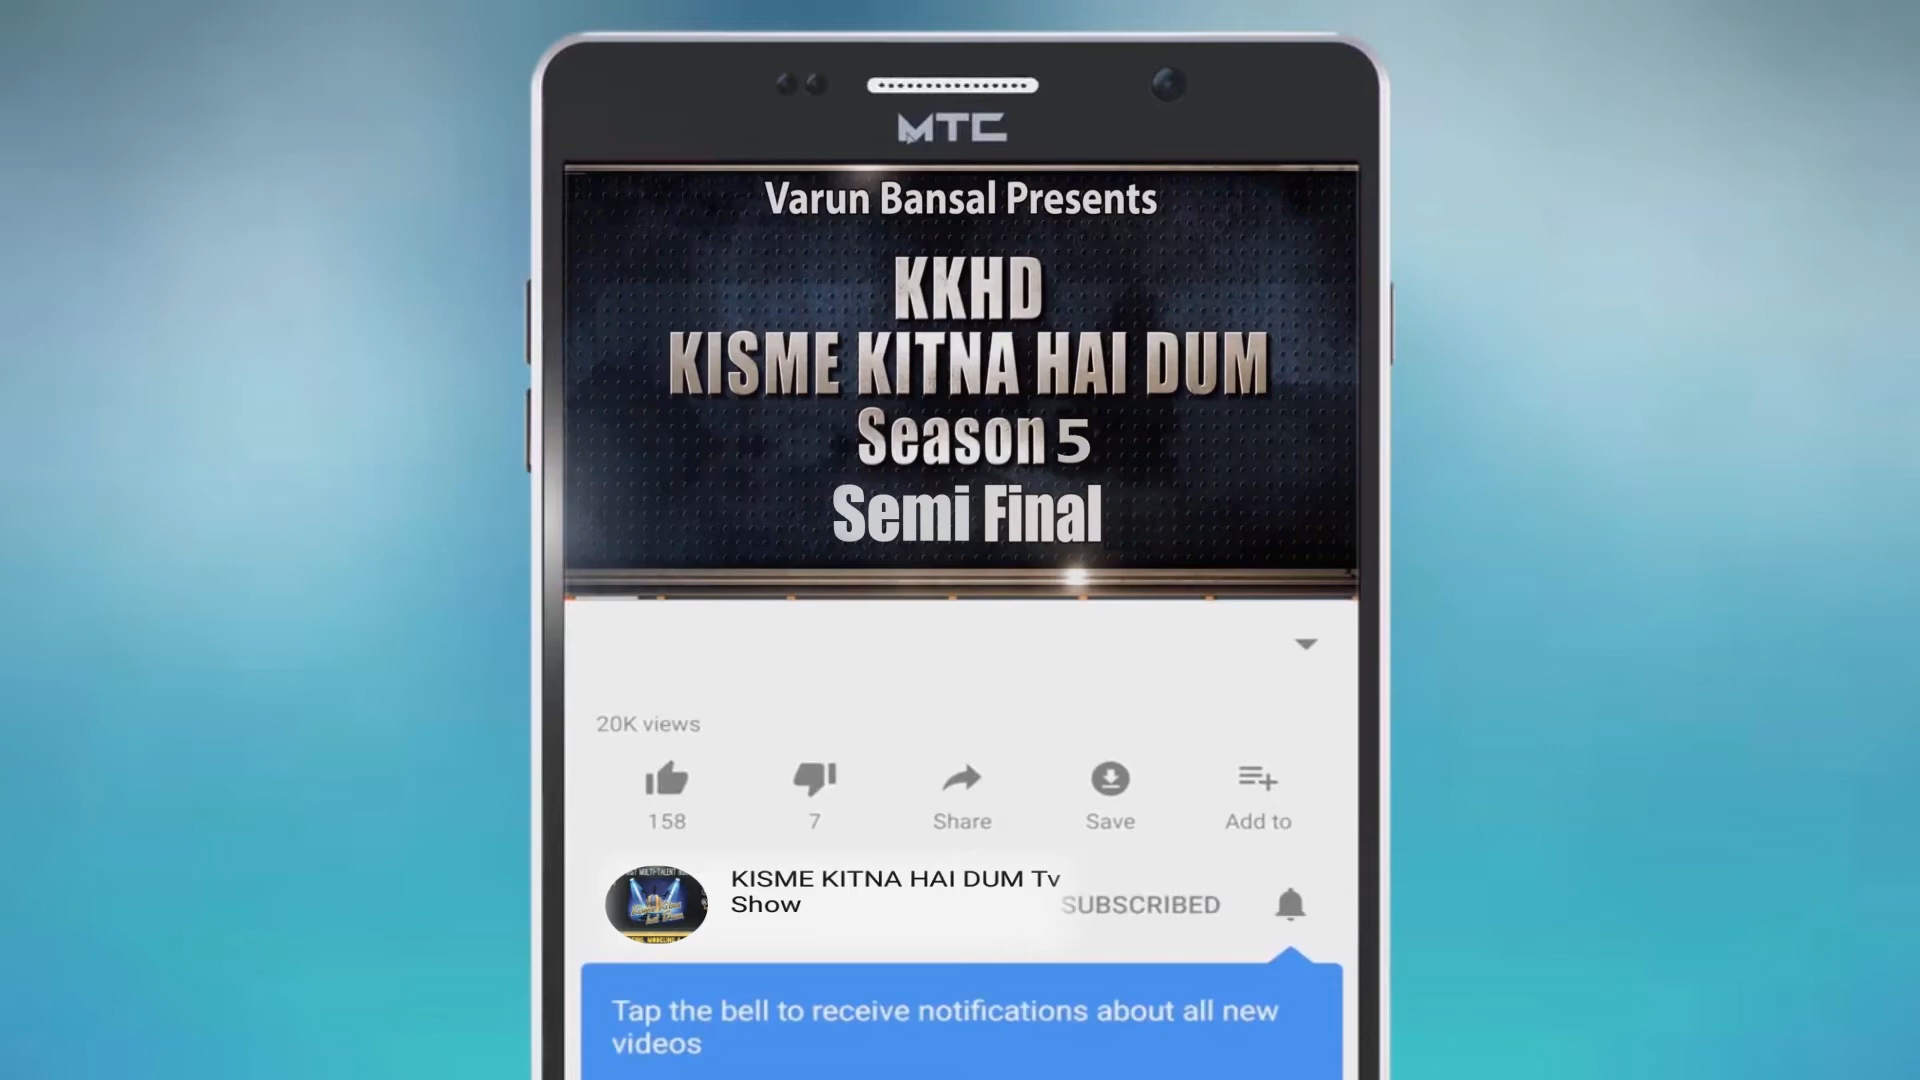 MTC
Varun Bansal Presents
KKHD
KISME KITNA HAI DUM
Season 5
Semi Final
20K views
158
7
Share
Save
Add to
KISME KITNA HAI DUM Tv
Show
SUBSCRIBED
Tap the bell to receive notifications about all new
videos